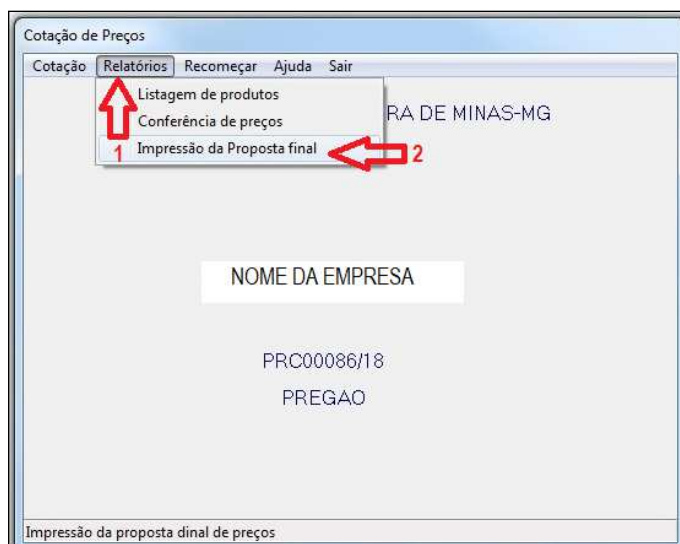 Cotação de Preços
Cotação Relatórios Recomeçar Ajuda Sair
Listagem de produtos
RA DE MINAS-MG
Conferência de preços
1 Impressão da Proposta final 2
NOME DA EMPRESA
PRC00086/18
PREGAO
Impressão da proposta dinal de preços